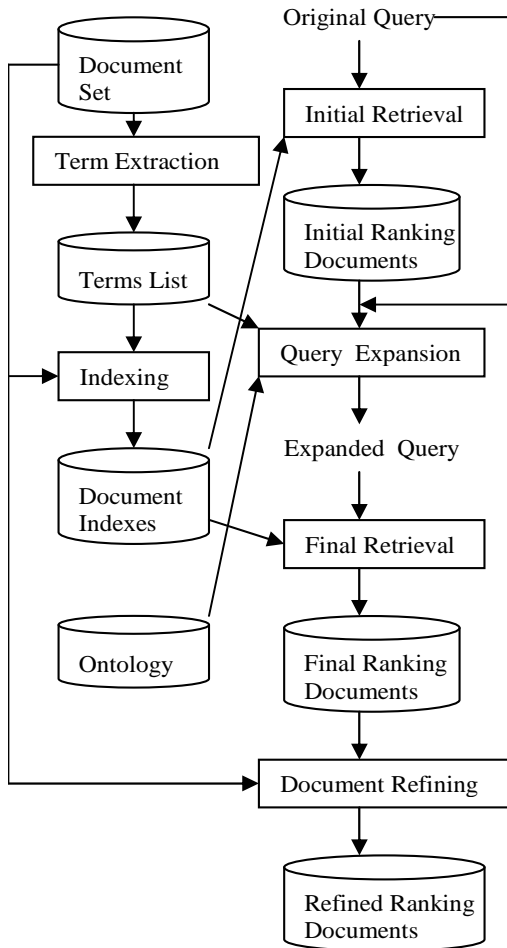 Original Query
Document
Set
Initial Retrieval
Term Extraction
Initial Ranking
Documents
Terms List
Query Expansion
Indexing
Expanded Query
Document
Indexes
Final Retrieval
Ontology
Final Ranking
Documents
Document Refining
Refined Ranking
Documents